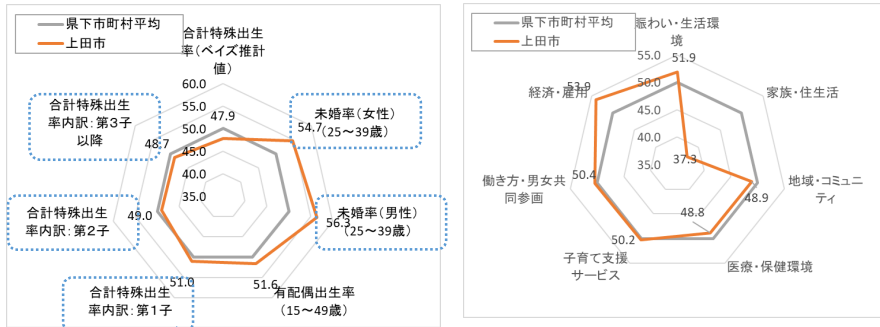 県下市町村平均
上田市
合計特殊出生
率(ベイズ推計
値)
60.0
55.0
50.0
45.0
40.0
35.0
47.9
未婚率(女性)
(25～39歳)
54.7
未婚率(男性)
(25～39歳)
56.3
有配偶出生率
(15～49歳)
51.6
合計特殊出生
率内訳：第1子
51.0
合計特殊出生
率内訳：第2子
49.0
合計特殊出生
率内訳：第3子
以降
48.7
県下市町村平均
上田市
賑わい・生活環
境
55.0
50.0
45.0
40.0
35.0
51.9
家族・住生活
37.3
地域・コミュニ
ティ
48.9
医療・保健環境
48.8
子育て支援
サービス
50.2
働き方・男女共
同参画
50.4
経済・雇用
53.9